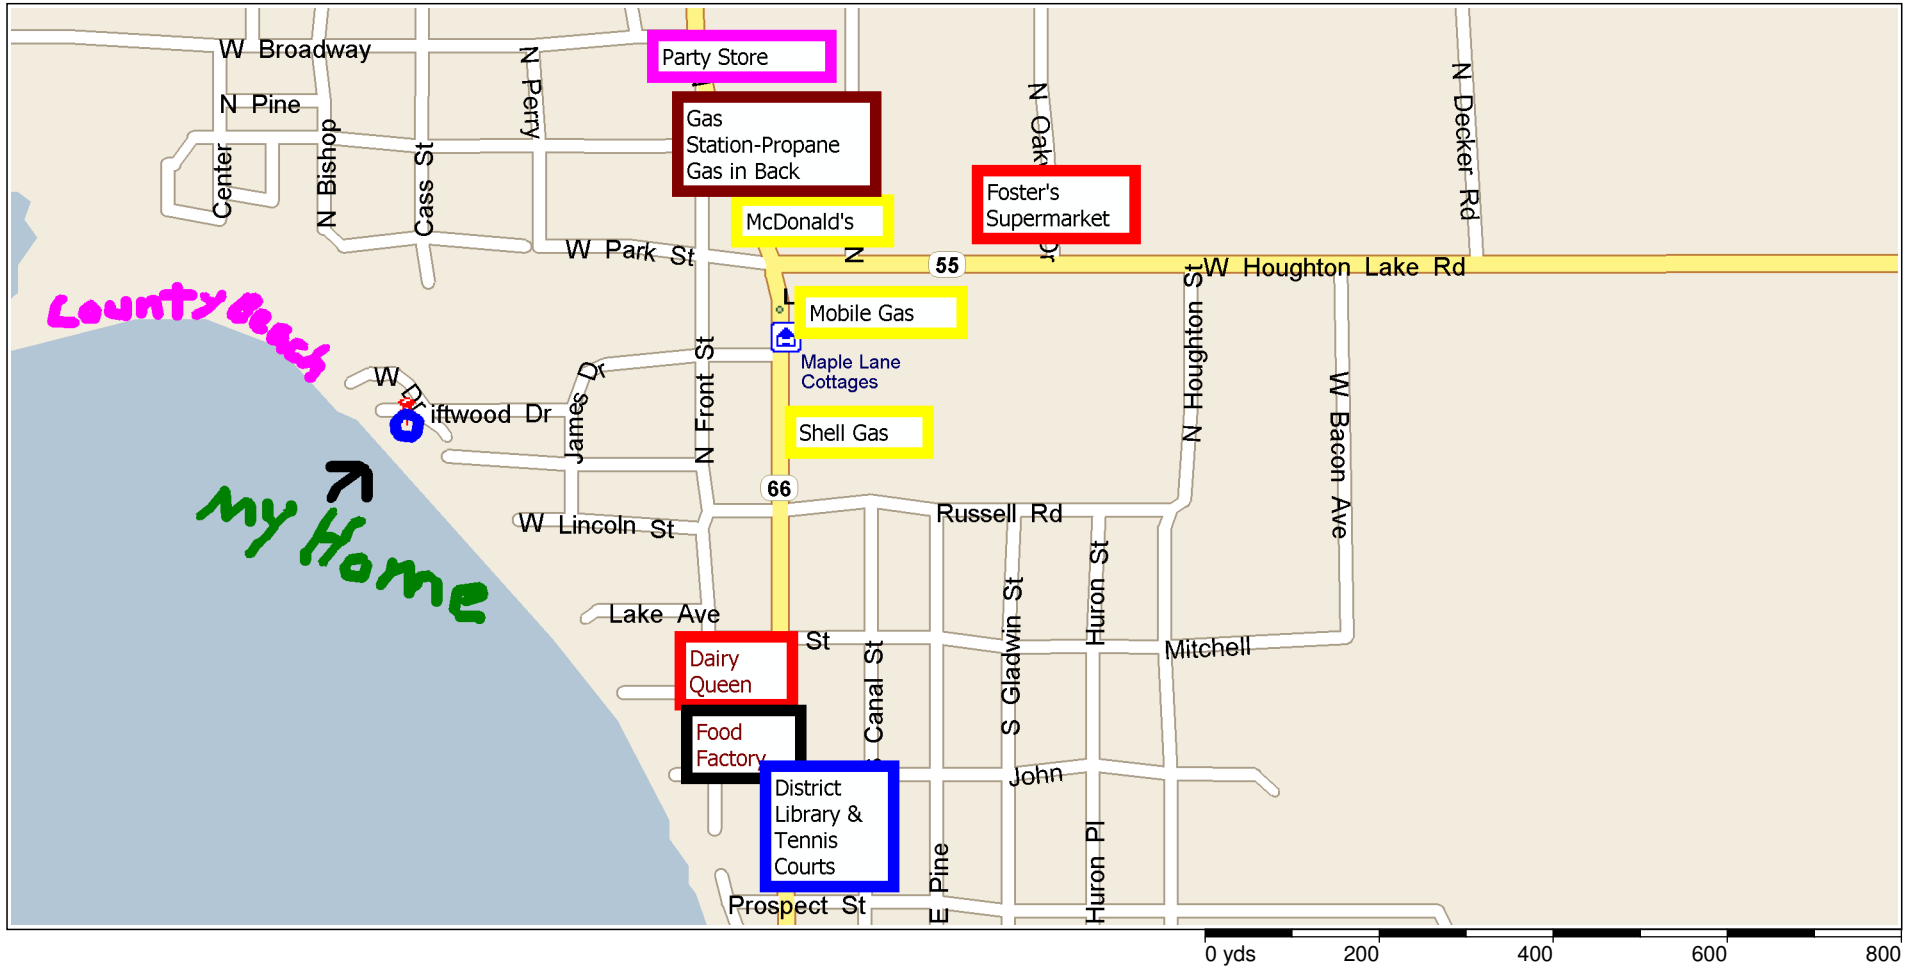 W Broadway
Party Store
N Pine
N Perry
Center
N Bishop
Cass St
Gas
Station-Propane
Gas in Back
McDonald's
N Oak
Dr
Foster's
Supermarket
N Decker Rd
W Park St
N
55
W Houghton Lake Rd
County Beach
L
Mobile Gas
Maple Lane
Cottages
W Driftwood Dr
James Dr
N Front St
Shell Gas
N Houghton St
W Bacon Ave
66
My Home
W Lincoln St
Russell Rd
Lake Ave
St
Dairy
Queen
Food
Factory
S Canal St
S Gladwin St
Huron St
Mitchell
John
District
Library &
Tennis
Courts
E Pine
Huron Pl
Prospect St
0 yds 200 400 600 800